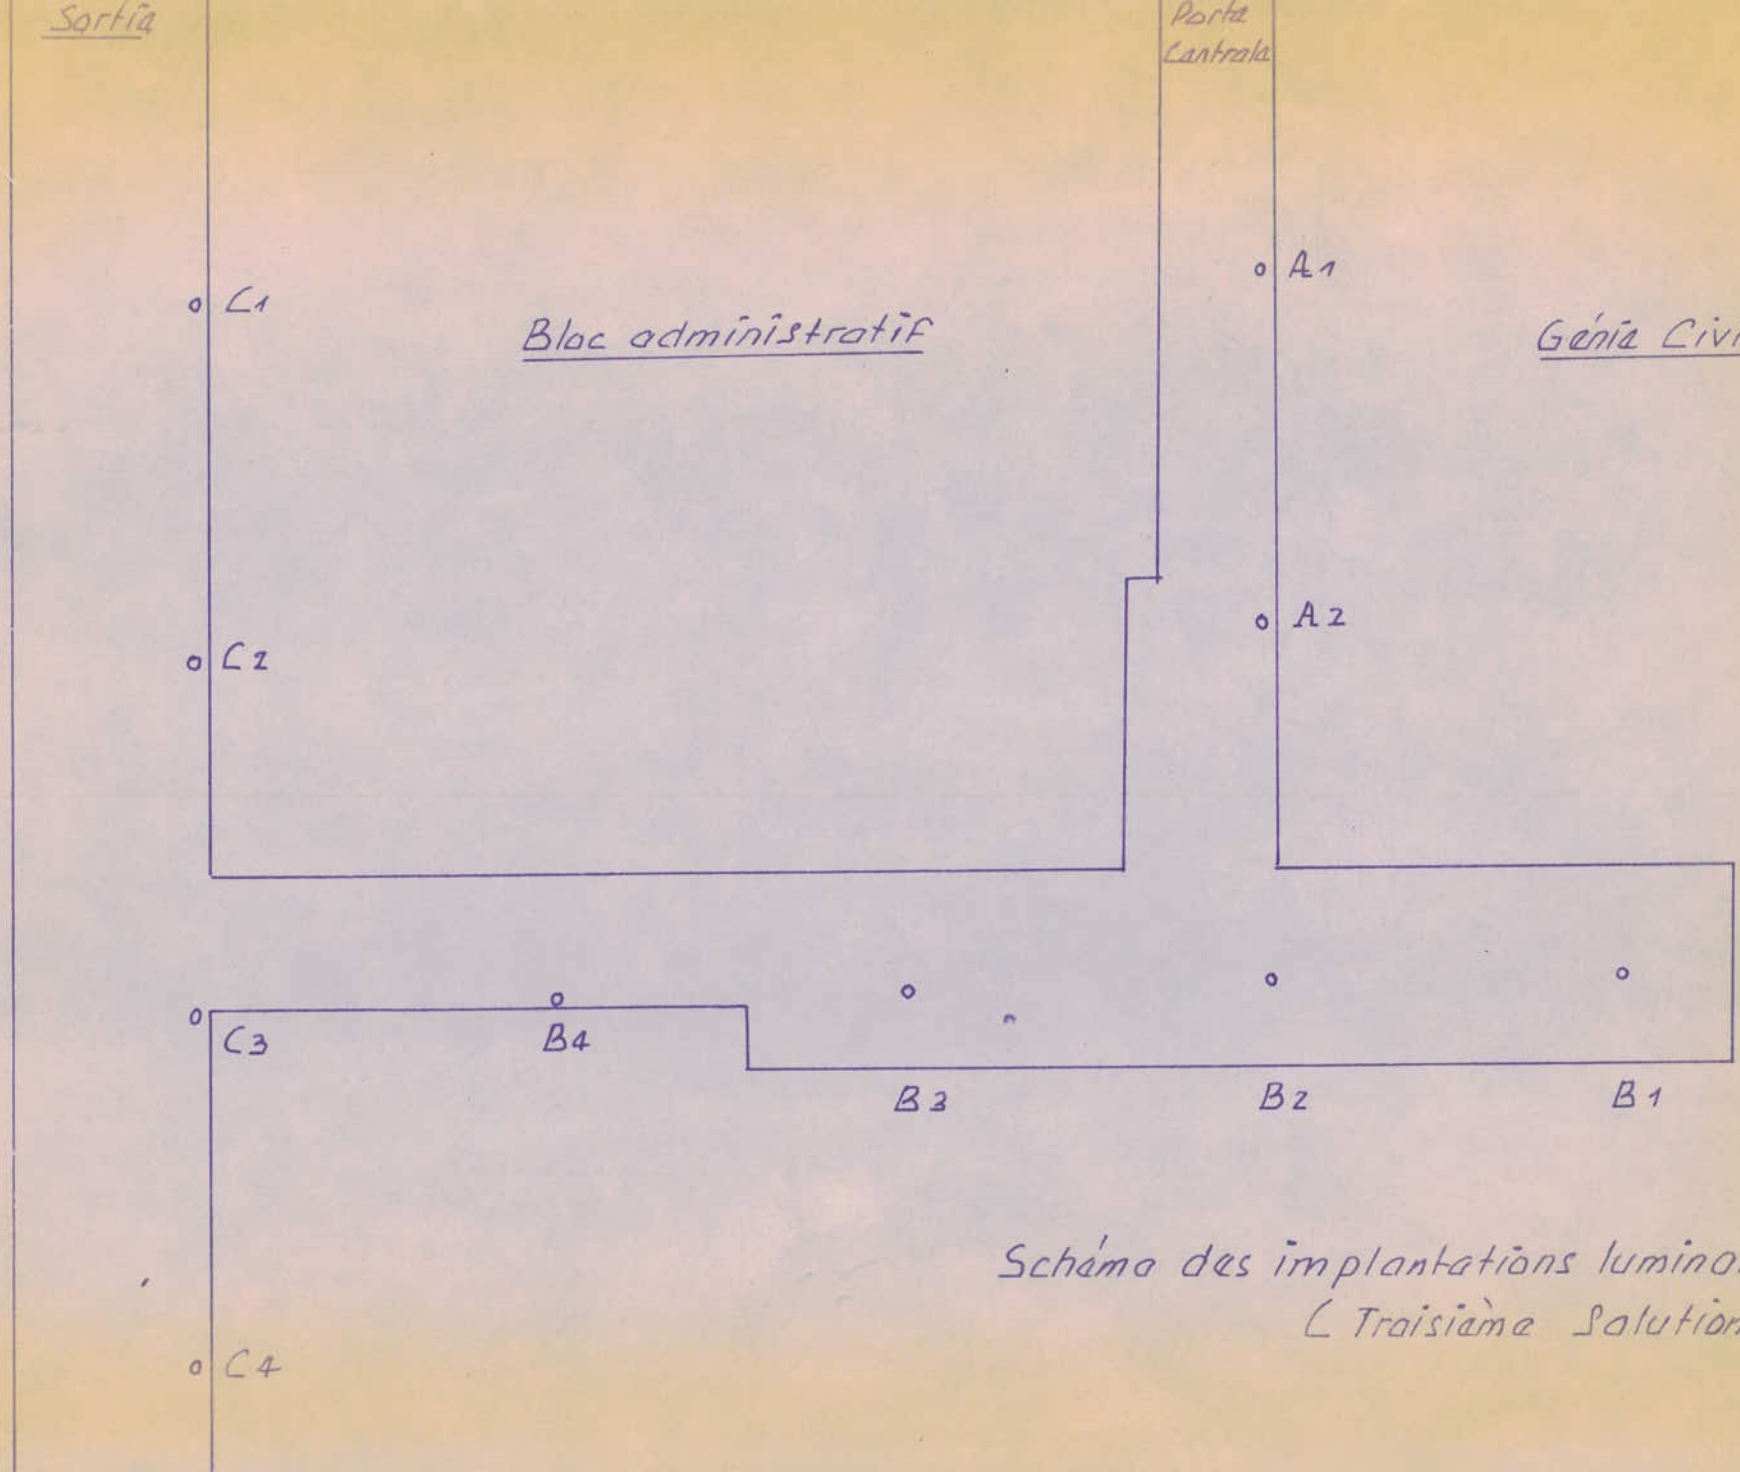 Sortie
Porte
Centrale
A1
C1
Bloc administratif
Génie Civi
A2
C2
C3
B4
B3
B2
B1
Schéma des implantations lumino
( Troisième Solution
C4